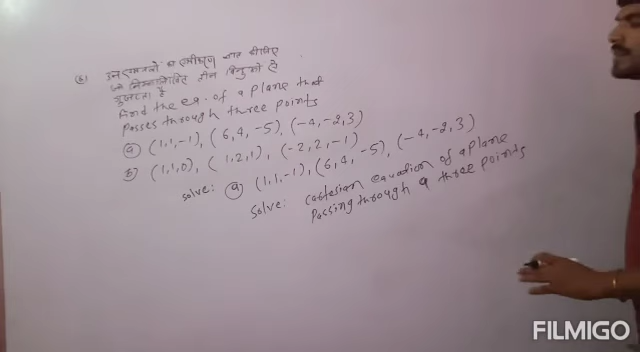 (6) उन समतलों का समीकरण ज्ञात कीजिए
जो निम्नलिखित तीन बिंदुओं से
गुजरता है
Find the eq. of a plane that
passes through three points
(a) (1,1,-1), (6,4,-5), (-4,-2,3)
(b) (1,1,0), (1,2,1), (-2,2,-1)
Solve: (a) (1,1,-1), (6,4,-5), (-4,-2,3)
Solve: Cartesian equation of a plane
passing through a three points
FILMIGO